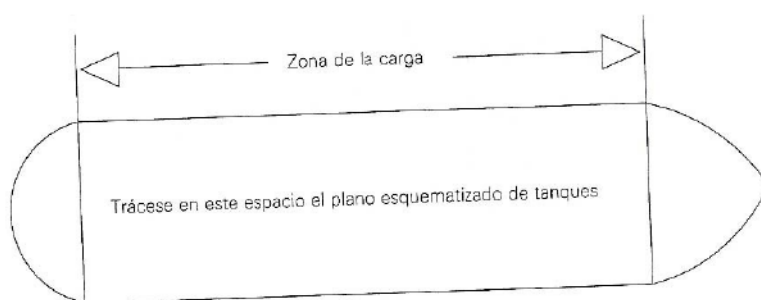 Zona de la carga
Trácese en este espacio el plano esquematizado de tanques